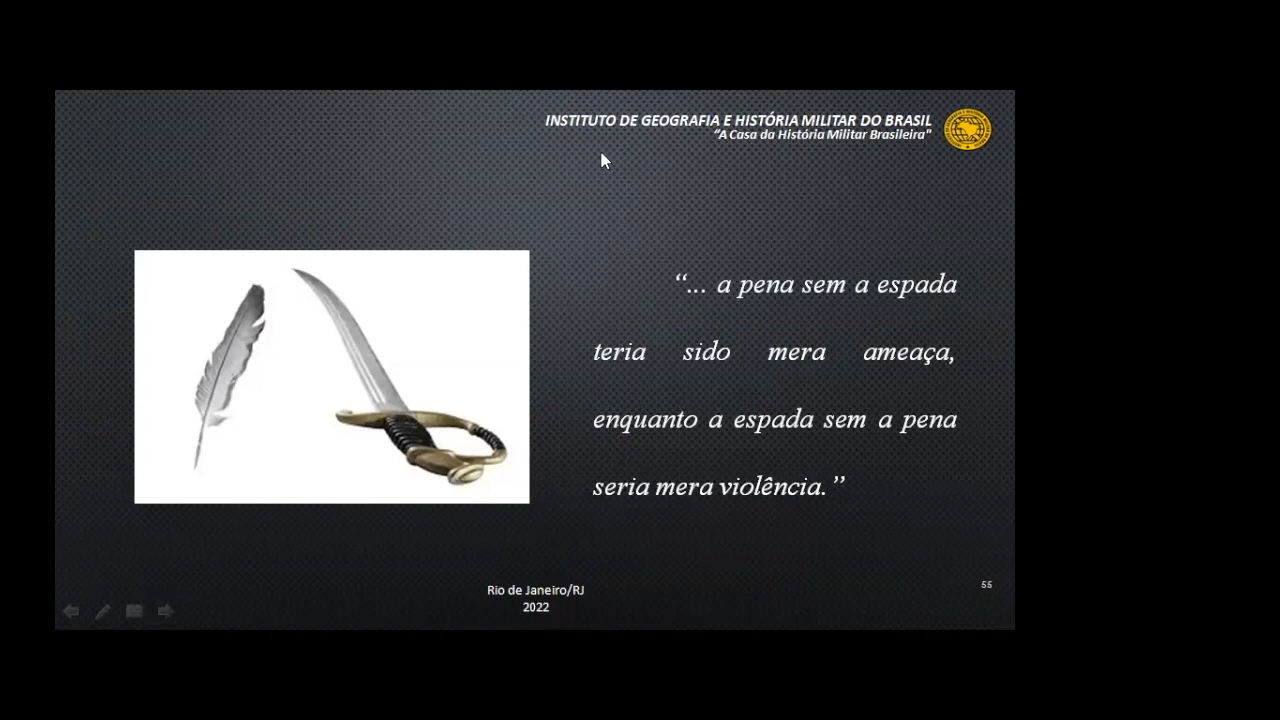 INSTITUTO DE GEOGRAFIA E HISTÓRIA MILITAR DO BRASIL
“A Casa da História Militar Brasileira"
“... a pena sem a espada
teria sido mera ameaça,
enquanto a espada sem a pena
seria mera violência.”
Rio de Janeiro/RJ
2022
55